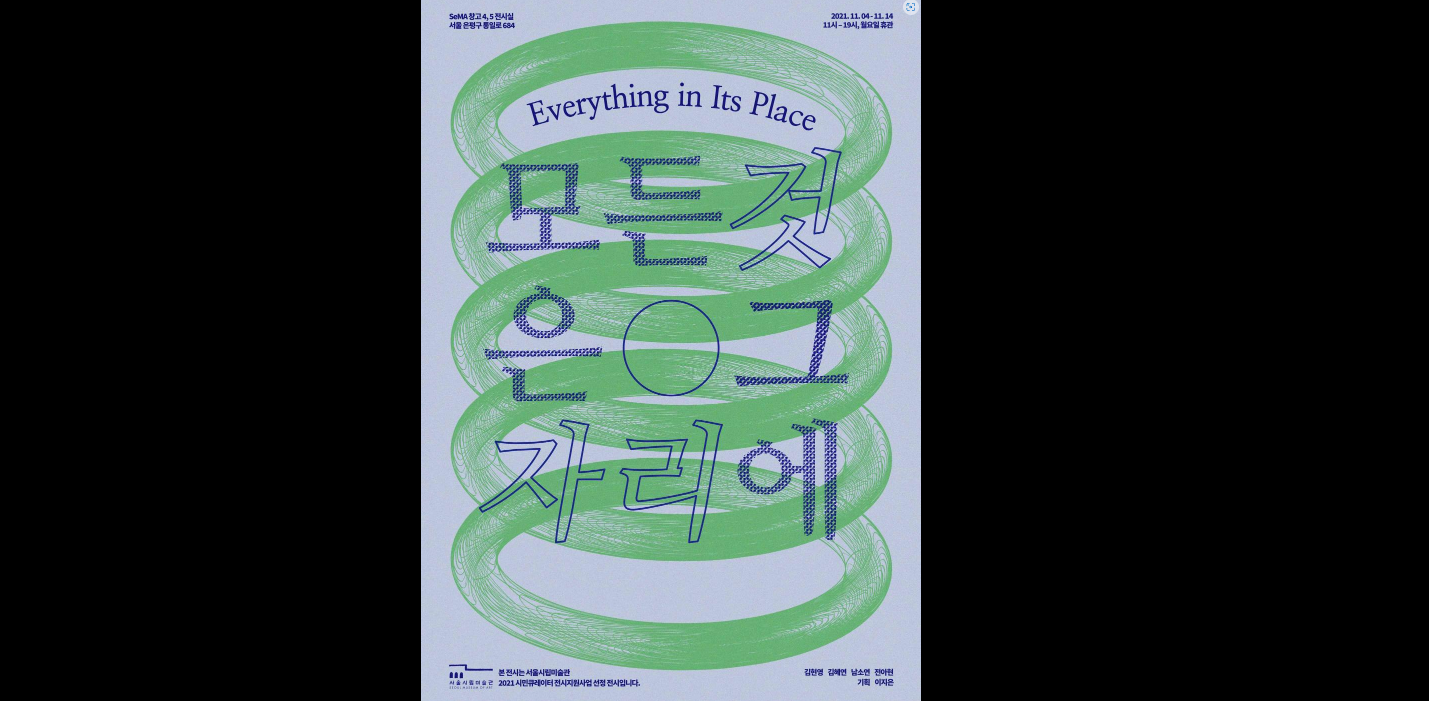 SeMA 창고 4, 5 전시실
서울 은평구 통일로 684
2021. 11. 04 - 11. 14
11시 – 19시, 월요일 휴관
Everything in Its Place
모든것
은 그
자리에
서울시립미술관
SEOUL MUSEUM OF ART
본 전시는 서울시립미술관
2021 시민큐레이터 전시지원사업 선정 전시입니다.
김현영 김혜연 남소연 전아현
기획 이지은